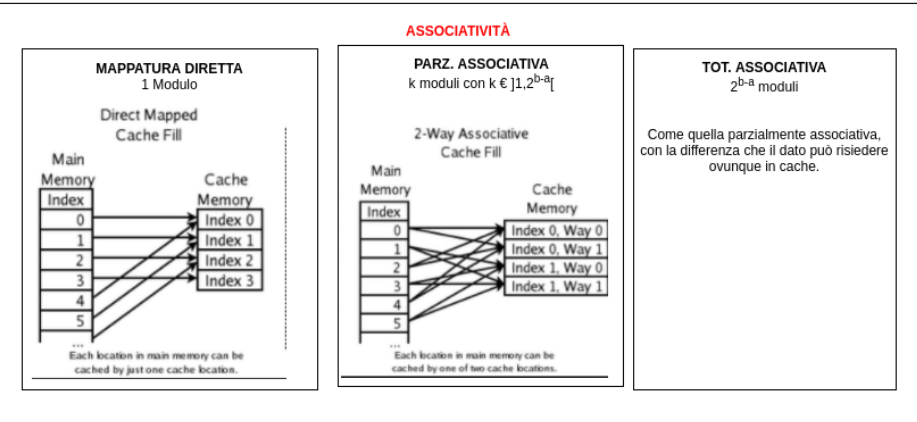 ASSOCIATIVITÀ
MAPPATURA DIRETTA
1 Modulo
Direct Mapped
Cache Fill
Main
Memory
Index
0
1
2
3
4
5
...
Cache
Memory
Index 0
Index 1
Index 2
Index 3
Each location in main memory can be
cached by just one cache location.
PARZ. ASSOCIATIVA
k moduli con k € ]1,2^b-a[
2-Way Associative
Cache Fill
Main
Memory
Index
0
1
2
3
4
5
...
Cache
Memory
Index 0, Way 0
Index 0, Way 1
Index 1, Way 0
Index 1, Way 1
Each location in main memory can be
cached by one of two cache locations.
TOT. ASSOCIATIVA
2^b-a moduli
Come quella parzialmente associativa,
con la differenza che il dato può risiedere
ovunque in cache.